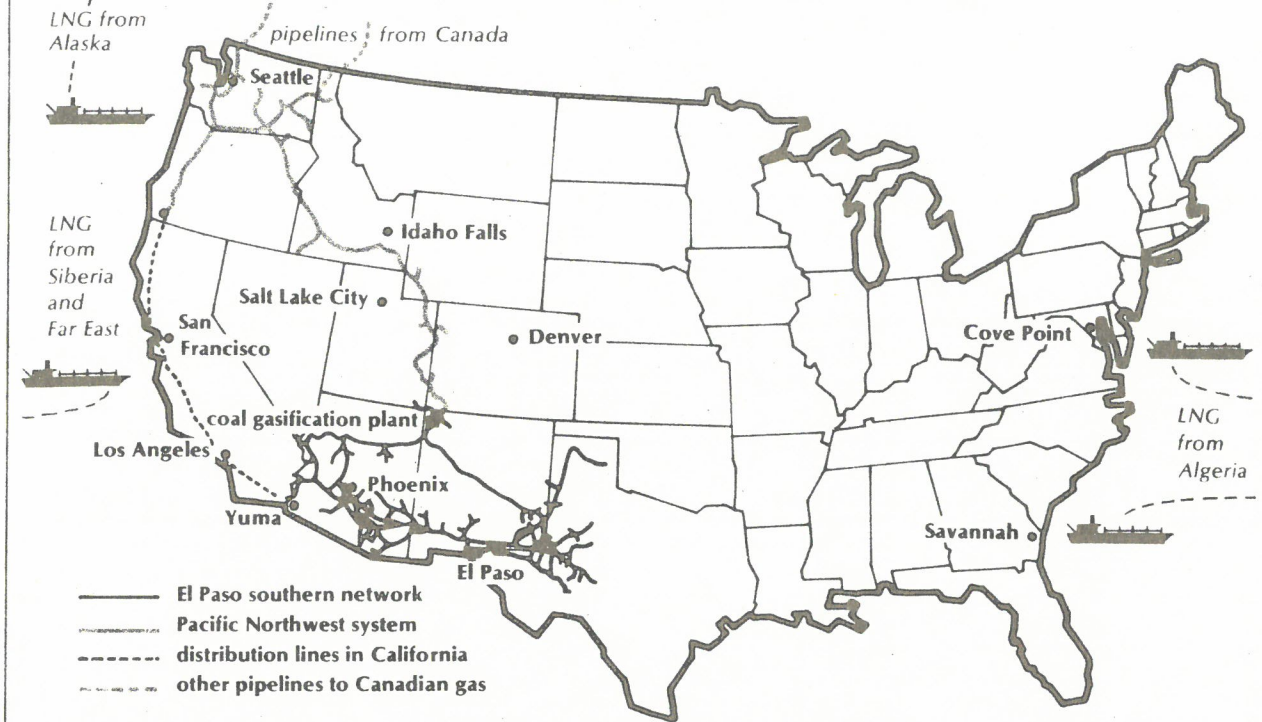 LNG from
Alaska
pipelines from Canada
Seattle
LNG
from
Siberia
and
Far East
Idaho Falls
Salt Lake City
San
Francisco
Denver
Cove Point
coal gasification plant
LNG
from
Algeria
Los Angeles
Phoenix
Yuma
Savannah
El Paso
El Paso southern network
Pacific Northwest system
distribution lines in California
other pipelines to Canadian gas